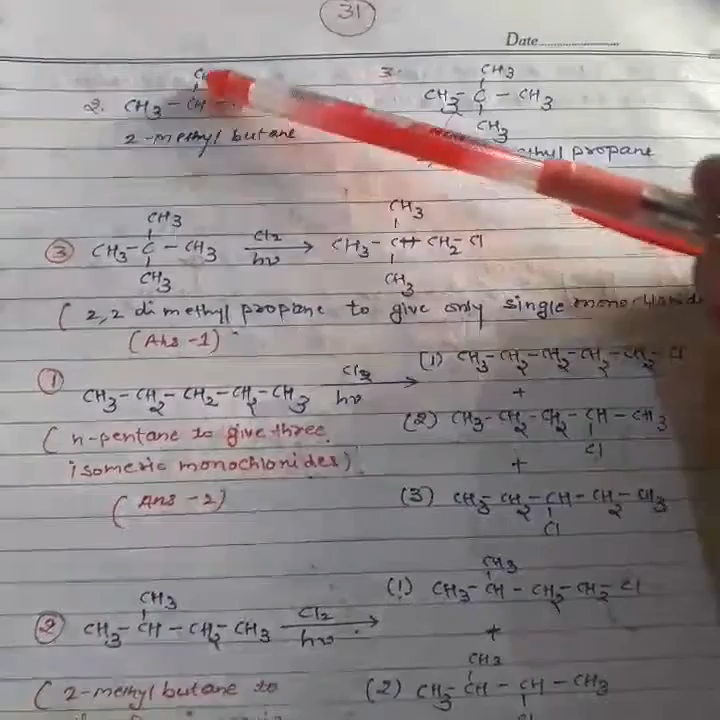 31
Date
CH3
3.
CH3 - C - CH3
CH3
2. CH3 - CH -
2-methyl butane
propane
CH3
CH3
③ CH3 - C - CH3 Cl2 hν → CH3 - CH CH2 - Cl
CH3
CH3
( 2,2 dimethyl propane to give only single monochloride
(Ans -1)
① CH3 - CH2 - CH2 - CH2 - CH3 Cl2 hν → (1) CH3 - CH2 - CH2 - CH2 - CH2 - Cl
+
( n-pentane to give three (2) CH3 - CH2 - CH2 - CH - CH3
Cl
isomeric monochlorides)
+
( Ans -2) (3) CH3 - CH2 - CH - CH2 - CH3
Cl
CH3
(1) CH3 - CH - CH2 - CH2 - Cl
CH3
② CH3 - CH - CH2 - CH3 Cl2 hν →
+
CH3
( 2-methyl butane to (2) CH3 - CH - CH - CH3